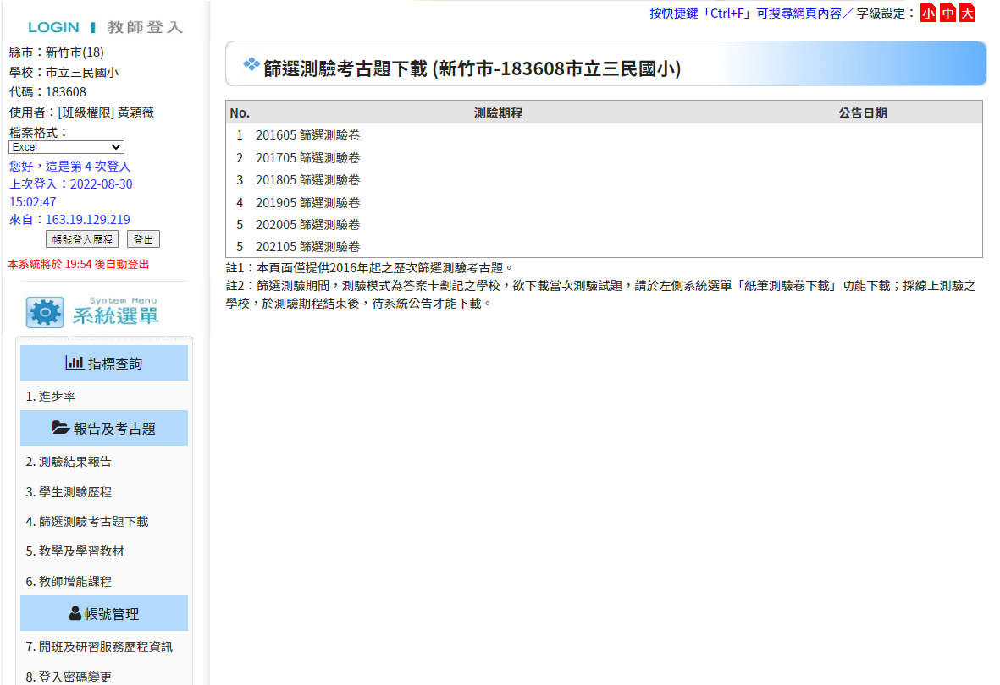 LOGIN 教師登入
縣市：新竹市(18)
學校：市立三民國小
代碼：183608
使用者：[班級權限] 黃穎薇
檔案格式：
Excel
您好，這是第 4 次登入
上次登入：2022-08-30
15:02:47
來自：163.19.129.219
帳號登入歷程 登出
本系統將於 19:54 後自動登出
System Menu
系統選單
指標查詢
1. 進步率
報告及考古題
2. 測驗結果報告
3. 學生測驗歷程
4. 篩選測驗考古題下載
5. 教學及學習教材
6. 教師增能課程
帳號管理
7. 開班及研習服務歷程資訊
8. 登入密碼變更
按快捷鍵「Ctrl+F」可搜尋網頁內容／ 字級設定： 小 中 大
篩選測驗考古題下載 (新竹市-183608市立三民國小)
No. 測驗期程 公告日期
1 201605 篩選測驗卷
2 201705 篩選測驗卷
3 201805 篩選測驗卷
4 201905 篩選測驗卷
5 202005 篩選測驗卷
5 202105 篩選測驗卷
註1：本頁面僅提供2016年起之歷次篩選測驗考古題。
註2：篩選測驗期間，測驗模式為答案卡劃記之學校，欲下載當次測驗試題，請於左側系統選單「紙筆測驗卷下載」功能下載；採線上測驗之
學校，於測驗期程結束後，待系統公告才能下載。